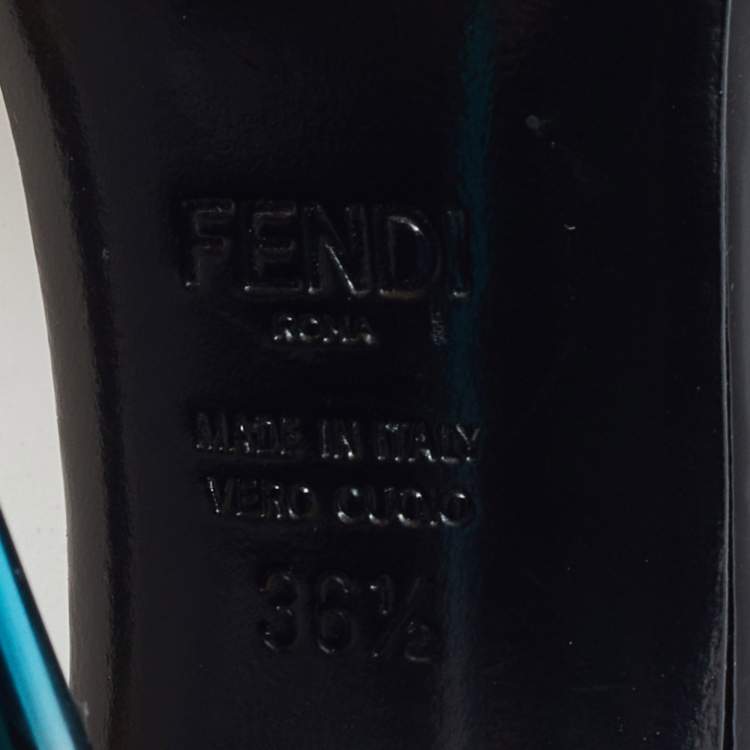 FENDI
ROMA
MADE IN ITALY
VERO CUOIO
36½